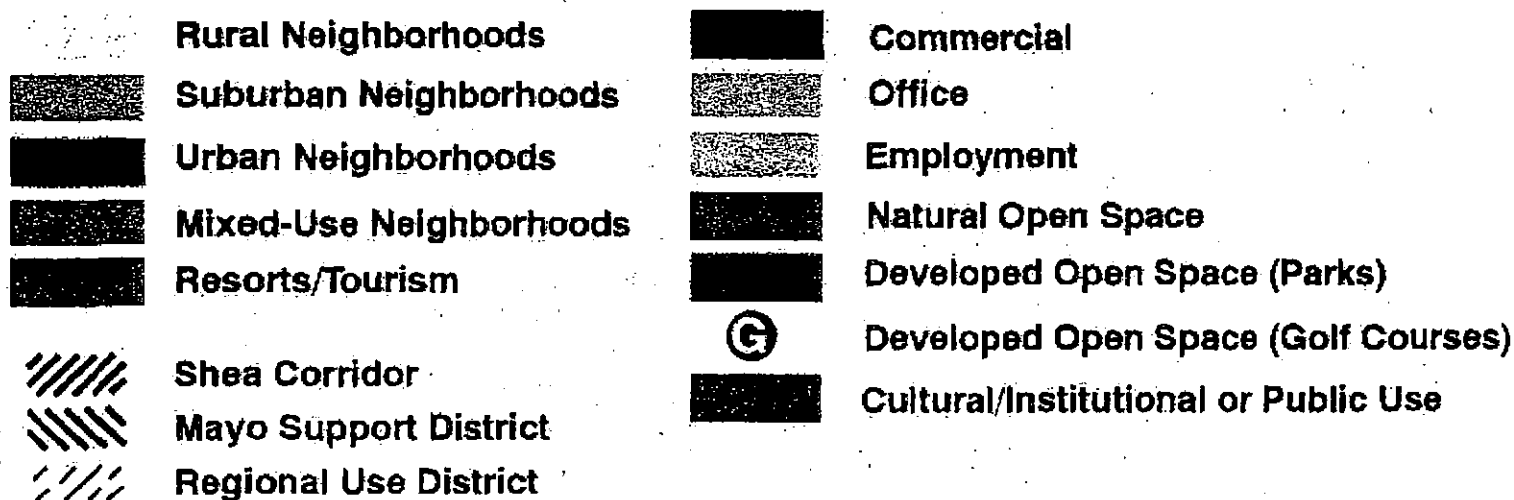 Rural Neighborhoods
Suburban Neighborhoods
Urban Neighborhoods
Mixed-Use Neighborhoods
Resorts/Tourism
Shea Corridor
Mayo Support District
Regional Use District
Commercial
Office
Employment
Natural Open Space
Developed Open Space (Parks)
G Developed Open Space (Golf Courses)
Cultural/Institutional or Public Use